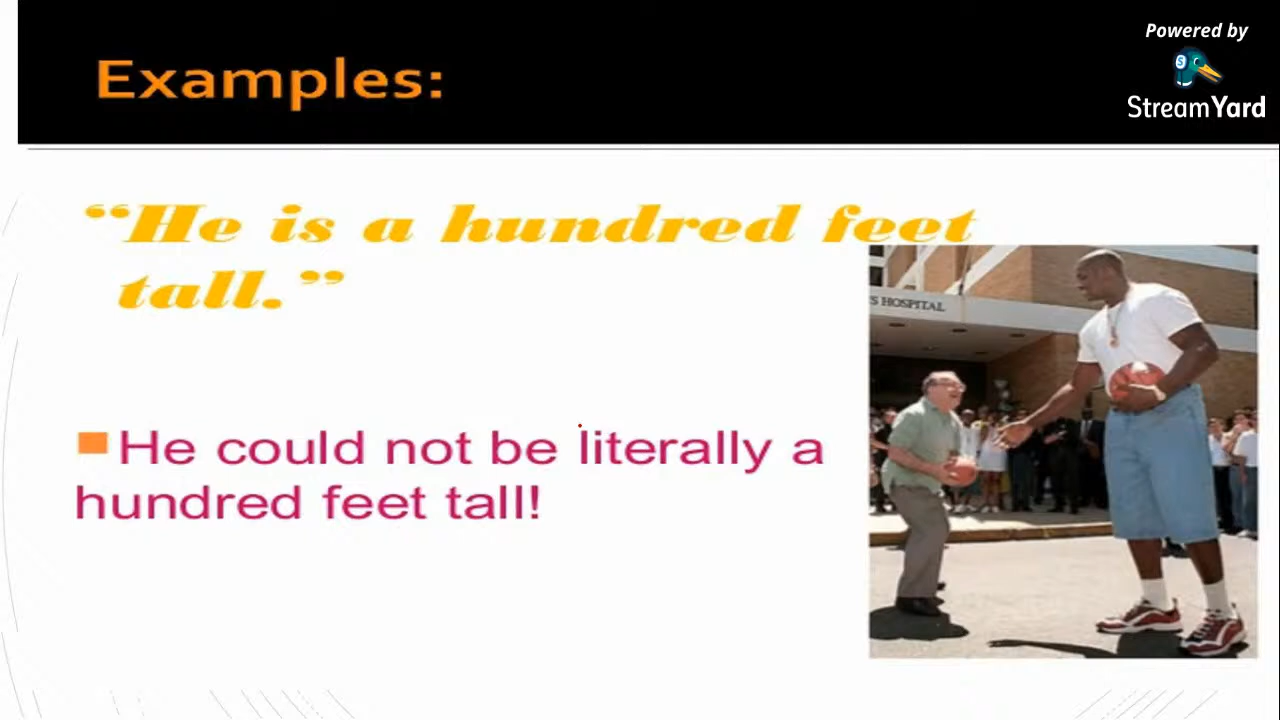 Powered by
StreamYard
Examples:
“He is a hundred feet
tall.”
S HOSPITAL
He could not be literally a
hundred feet tall!